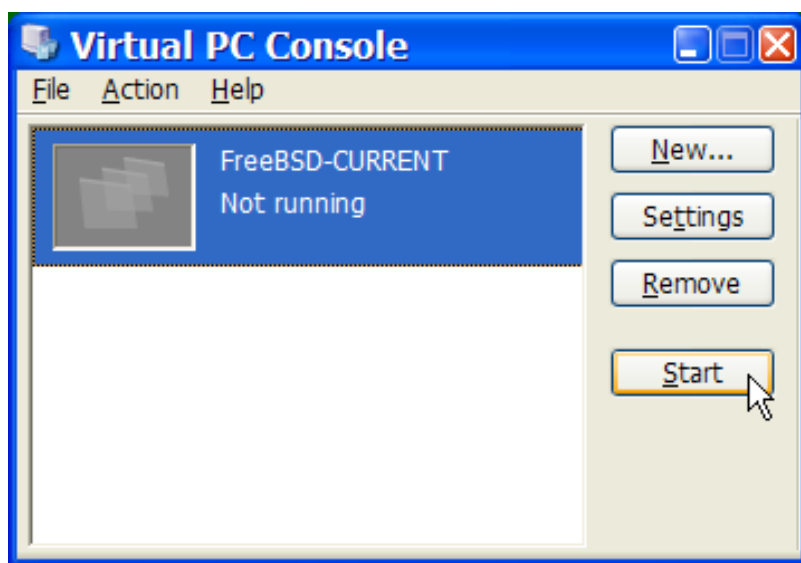 Virtual PC Console
File Action Help
FreeBSD-CURRENT
Not running
New...
Settings
Remove
Start